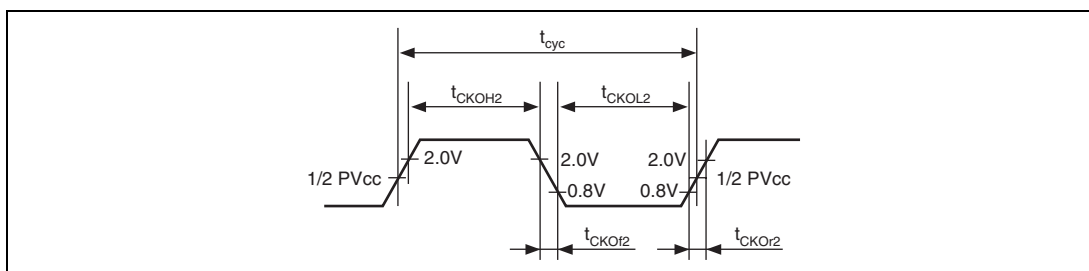 tcyc
tCKOH2
tCKOL2
2.0V
2.0V
2.0V
1/2 PVcc
1/2 PVcc
0.8V
0.8V
tCKOf2
tCKOr2